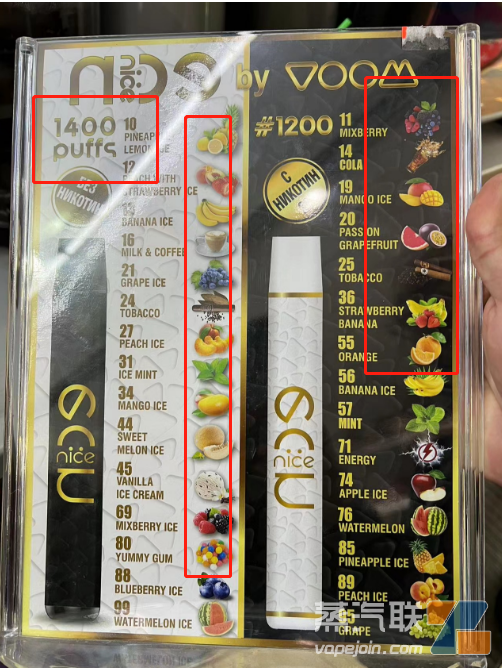 nice
by VOOM
1400
puffs
БЕЗ
НИКОТИН
10
PINEAP
LEMON ICE
12
PEACH WITH
STRAWBERRY ICE
BANANA ICE
16
MILK & COFFEE
21
GRAPE ICE
24
TOBACCO
27
PEACH ICE
31
ICE MINT
34
MANGO ICE
44
SWEET
MELON ICE
45
VANILLA
ICE CREAM
69
MIXBERRY ICE
80
YUMMY GUM
88
BLUEBERRY ICE
99
WATERMELON ICE
nice
#1200
С
НИКОТИН
11
MIXBERRY
14
COLA
19
MANGO ICE
20
PASSION
GRAPEFRUIT
25
TOBACCO
36
STRAWBERRY
BANANA
55
ORANGE
56
BANANA ICE
57
MINT
71
ENERGY
74
APPLE ICE
76
WATERMELON
85
PINEAPPLE ICE
89
PEACH ICE
95
GRAPE
nice
蒸汽联
www.vapejoin.com